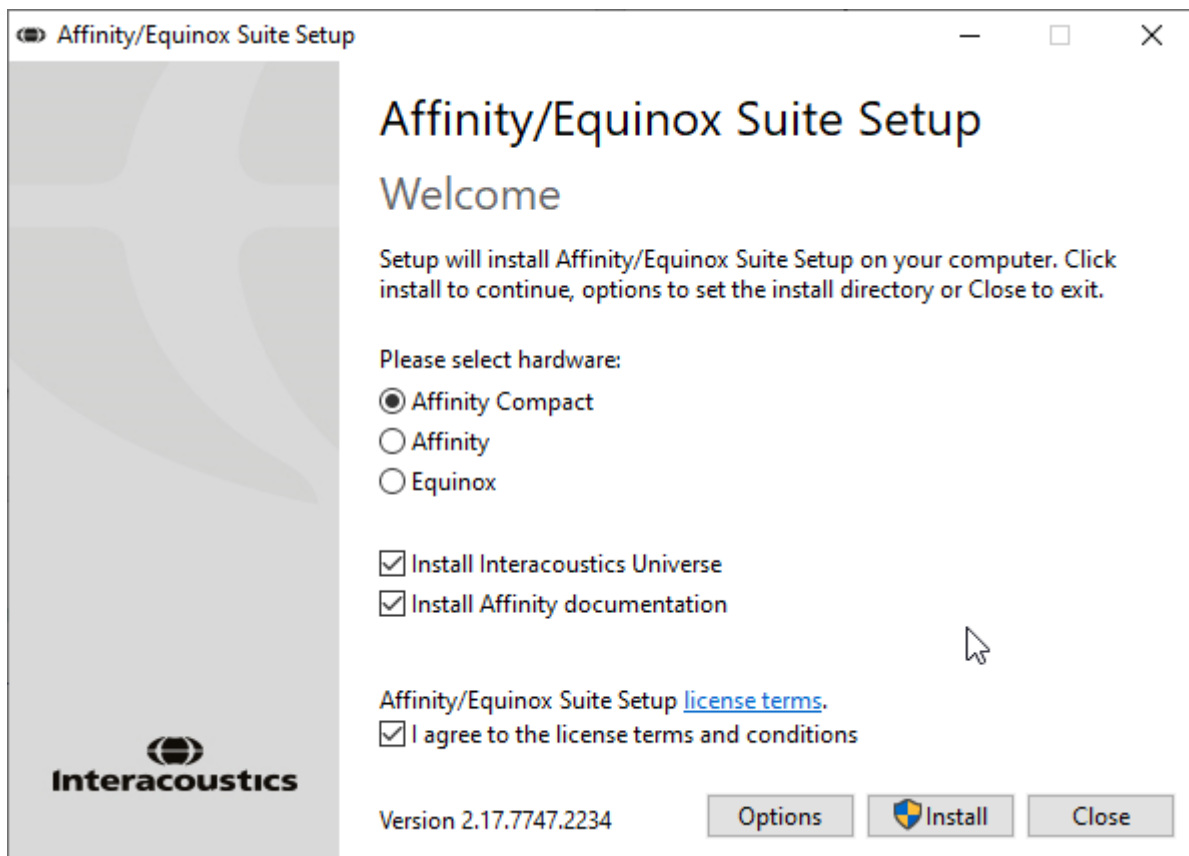 Affinity/Equinox Suite Setup
Affinity/Equinox Suite Setup
Welcome
Setup will install Affinity/Equinox Suite Setup on your computer. Click
install to continue, options to set the install directory or Close to exit.
Please select hardware:
Affinity Compact
Affinity
Equinox
Install Interacoustics Universe
Install Affinity documentation
Affinity/Equinox Suite Setup license terms.
I agree to the license terms and conditions
Interacoustics
Version 2.17.7747.2234
Options
Install
Close